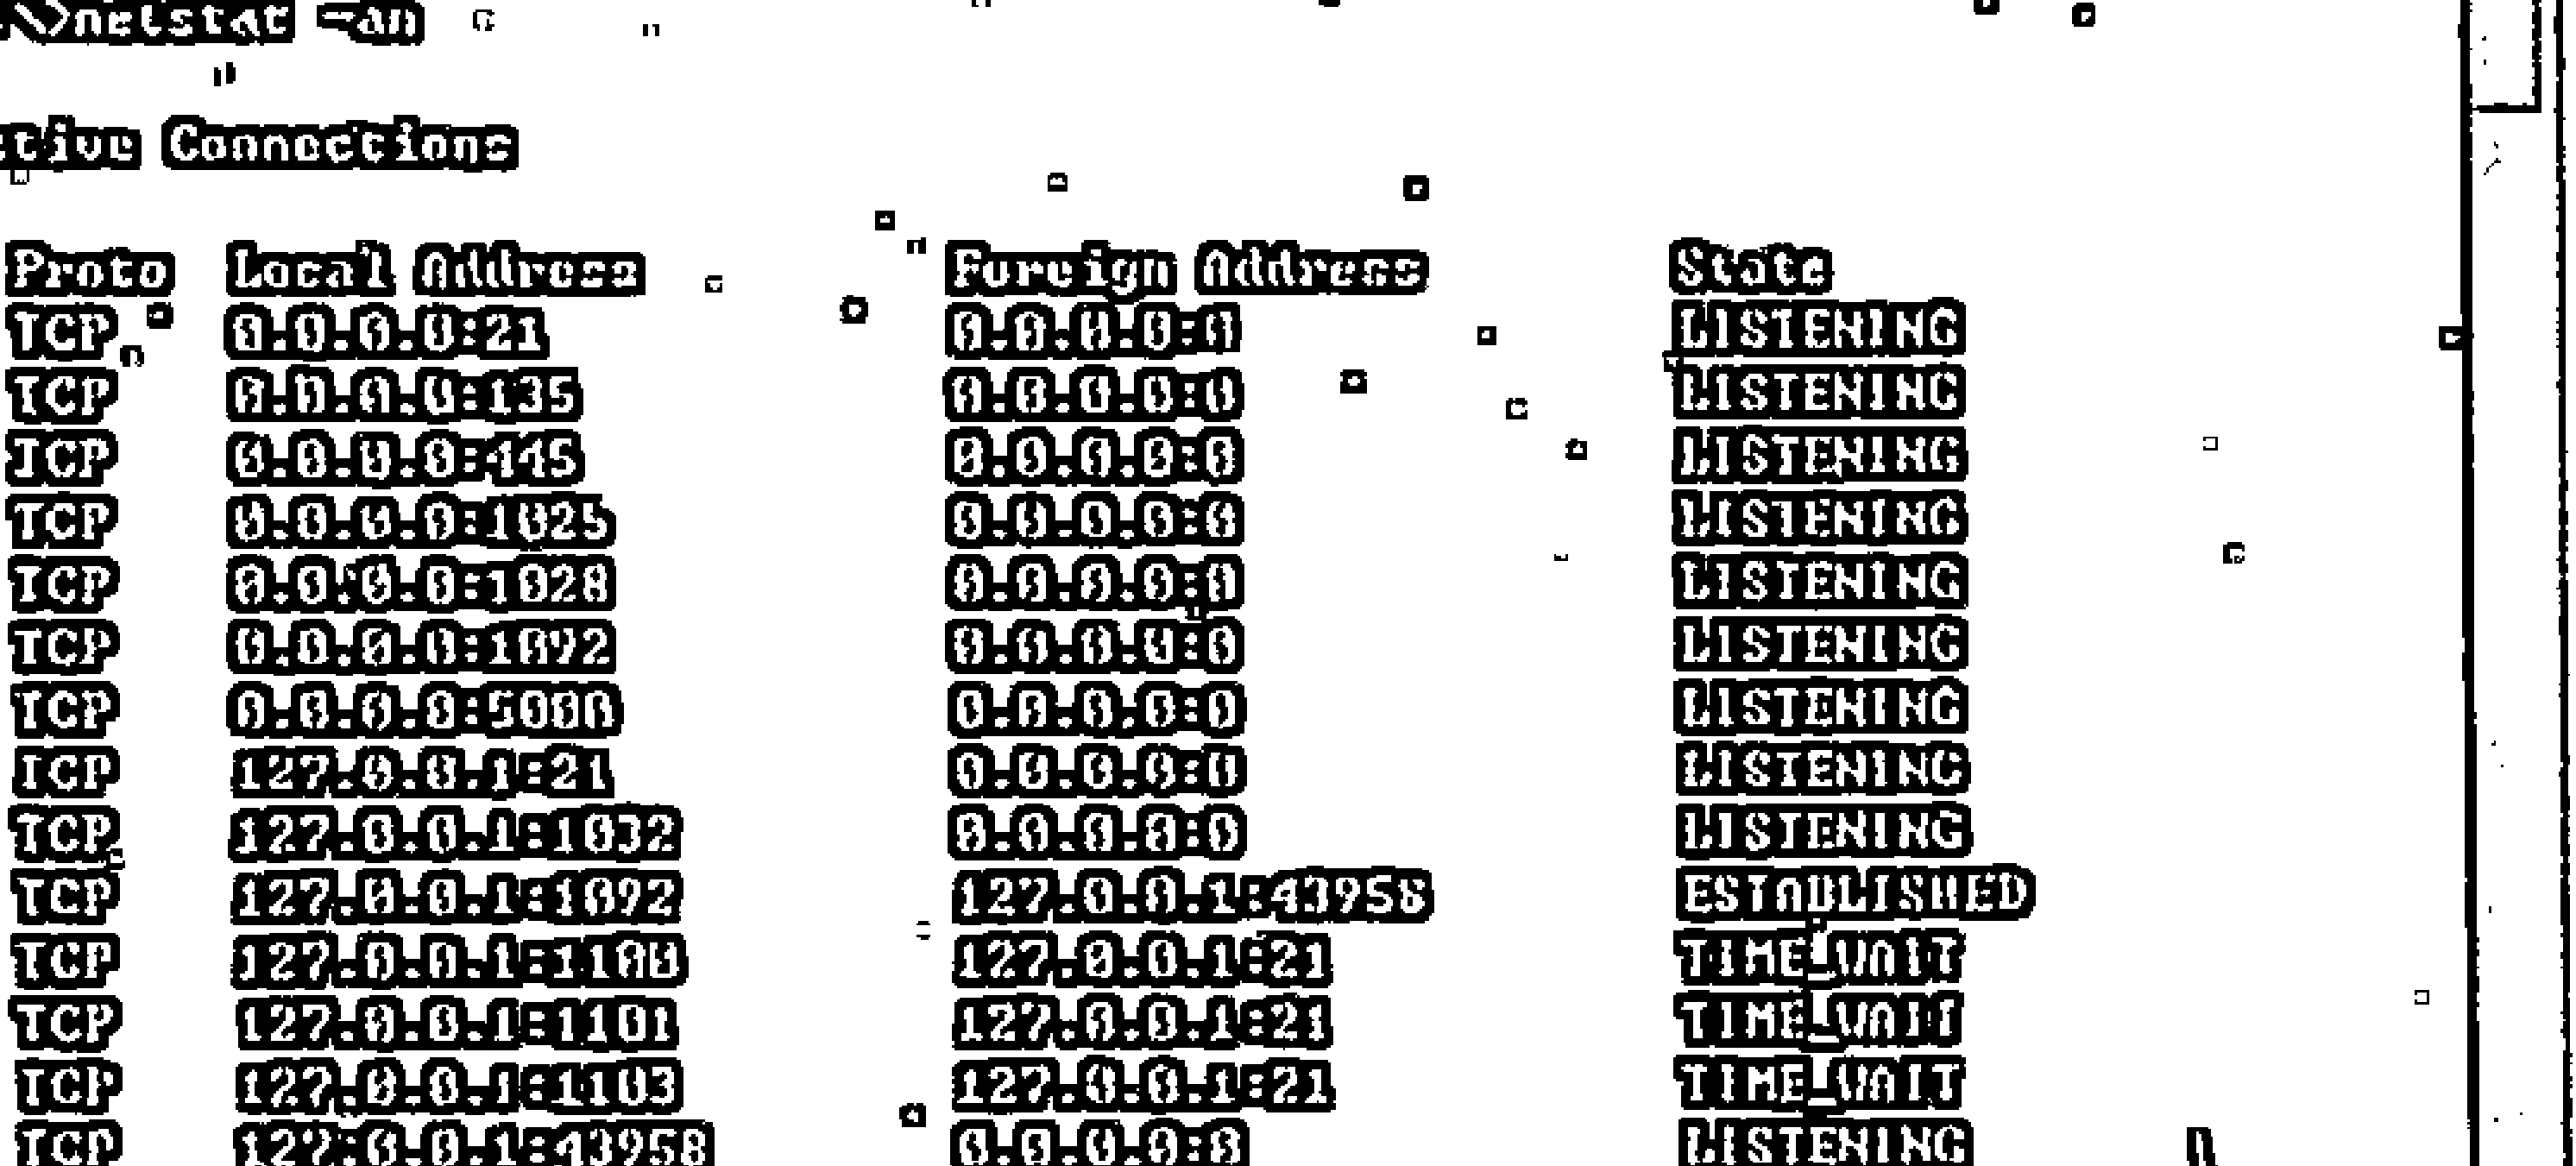 \>netstat -an
tive Connections
Proto Local Address Foreign Address State
TCP 0.0.0.0:21 0.0.0.0:0 LISTENING
TCP 0.0.0.0:135 0.0.0.0:0 LISTENING
TCP 0.0.0.0:445 0.0.0.0:0 LISTENING
TCP 0.0.0.0:1025 0.0.0.0:0 LISTENING
TCP 0.0.0.0:1028 0.0.0.0:0 LISTENING
TCP 0.0.0.0:1092 0.0.0.0:0 LISTENING
TCP 0.0.0.0:5000 0.0.0.0:0 LISTENING
TCP 127.0.0.1:21 0.0.0.0:0 LISTENING
TCP 127.0.0.1:1032 0.0.0.0:0 LISTENING
TCP 127.0.0.1:1092 127.0.0.1:43958 ESTABLISHED
TCP 127.0.0.1:1100 127.0.0.1:21 TIME_WAIT
TCP 127.0.0.1:1101 127.0.0.1:21 TIME_WAIT
TCP 127.0.0.1:1103 127.0.0.1:21 TIME_WAIT
TCP 127.0.0.1:43958 0.0.0.0:0 LISTENING